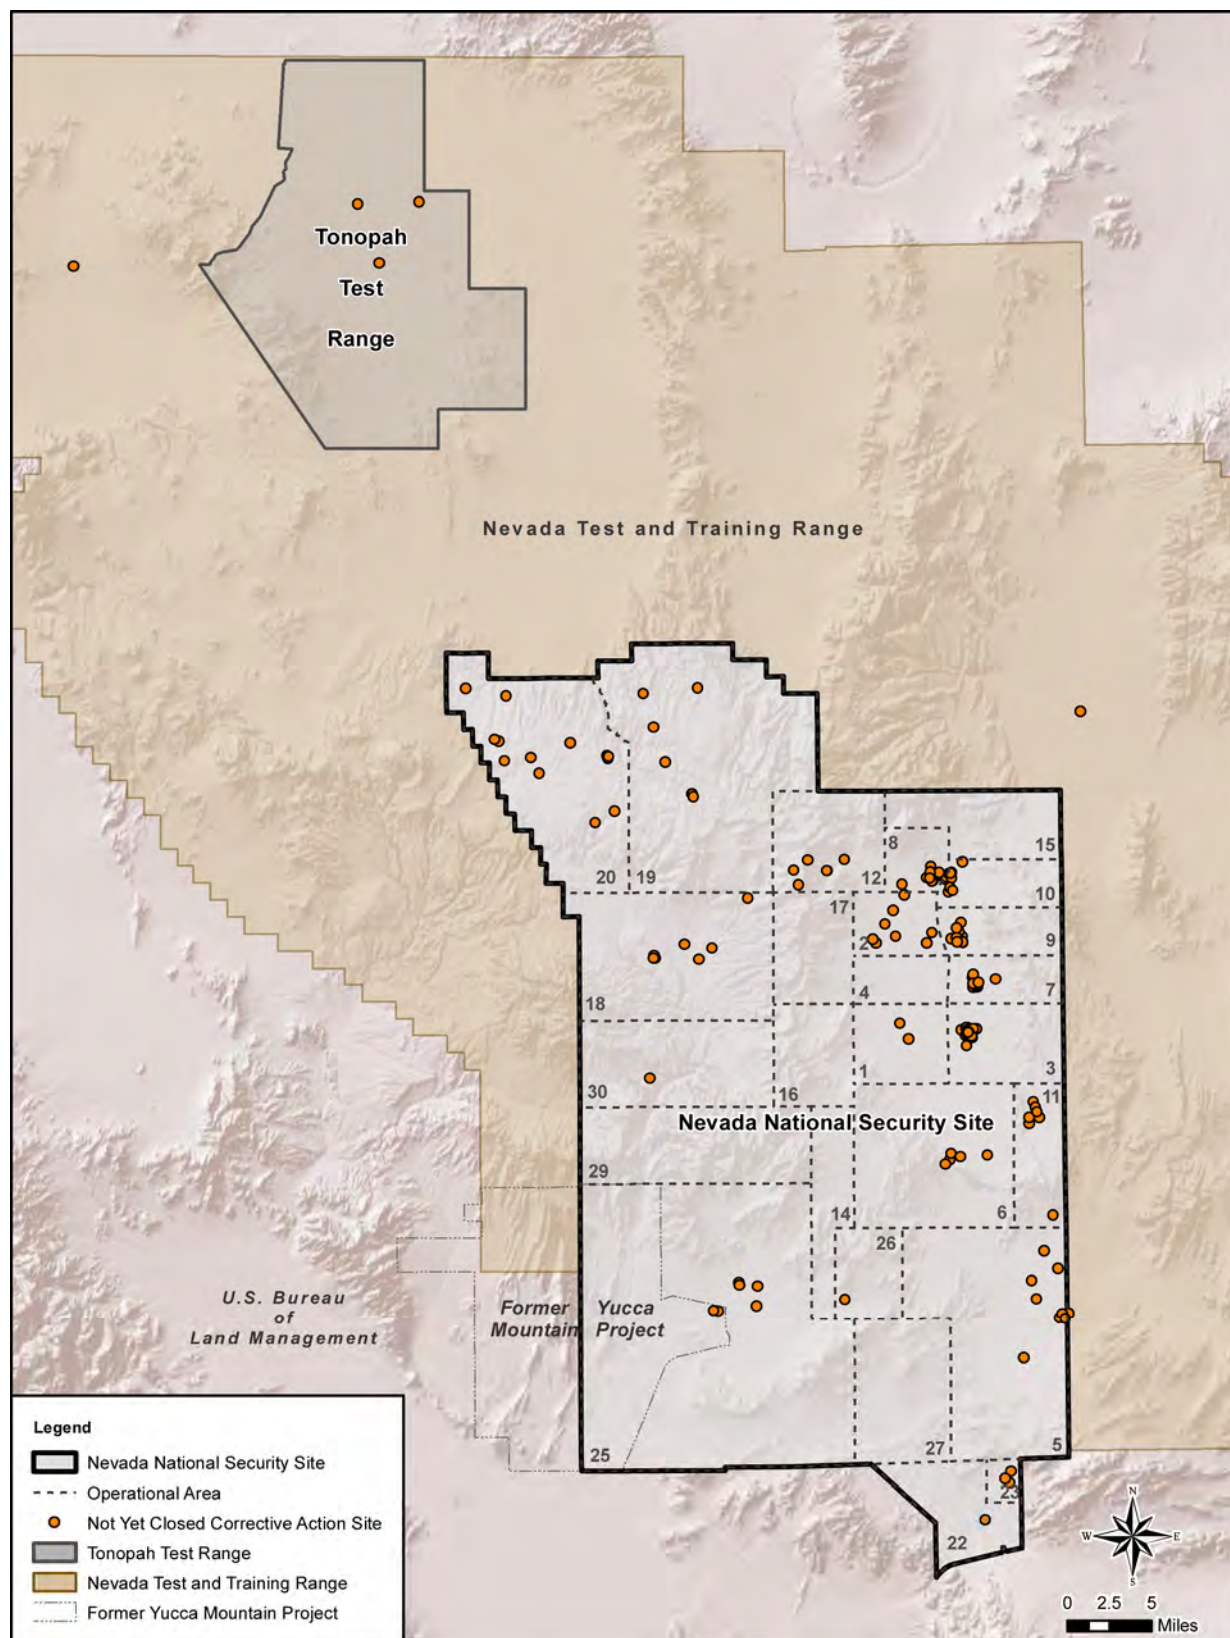 Tonopah
Test
Range
Nevada Test and Training Range
8
15
20
19
12
10
17
2
9
18
4
7
30
16
1
3
11
Nevada National Security Site
29
14
6
26
U.S. Bureau
of
Land Management
Former Yucca
Mountain Project
25
27
5
23
22
Legend
Nevada National Security Site
Operational Area
Not Yet Closed Corrective Action Site
Tonopah Test Range
Nevada Test and Training Range
Former Yucca Mountain Project
N
W E
S
0 2.5 5
Miles